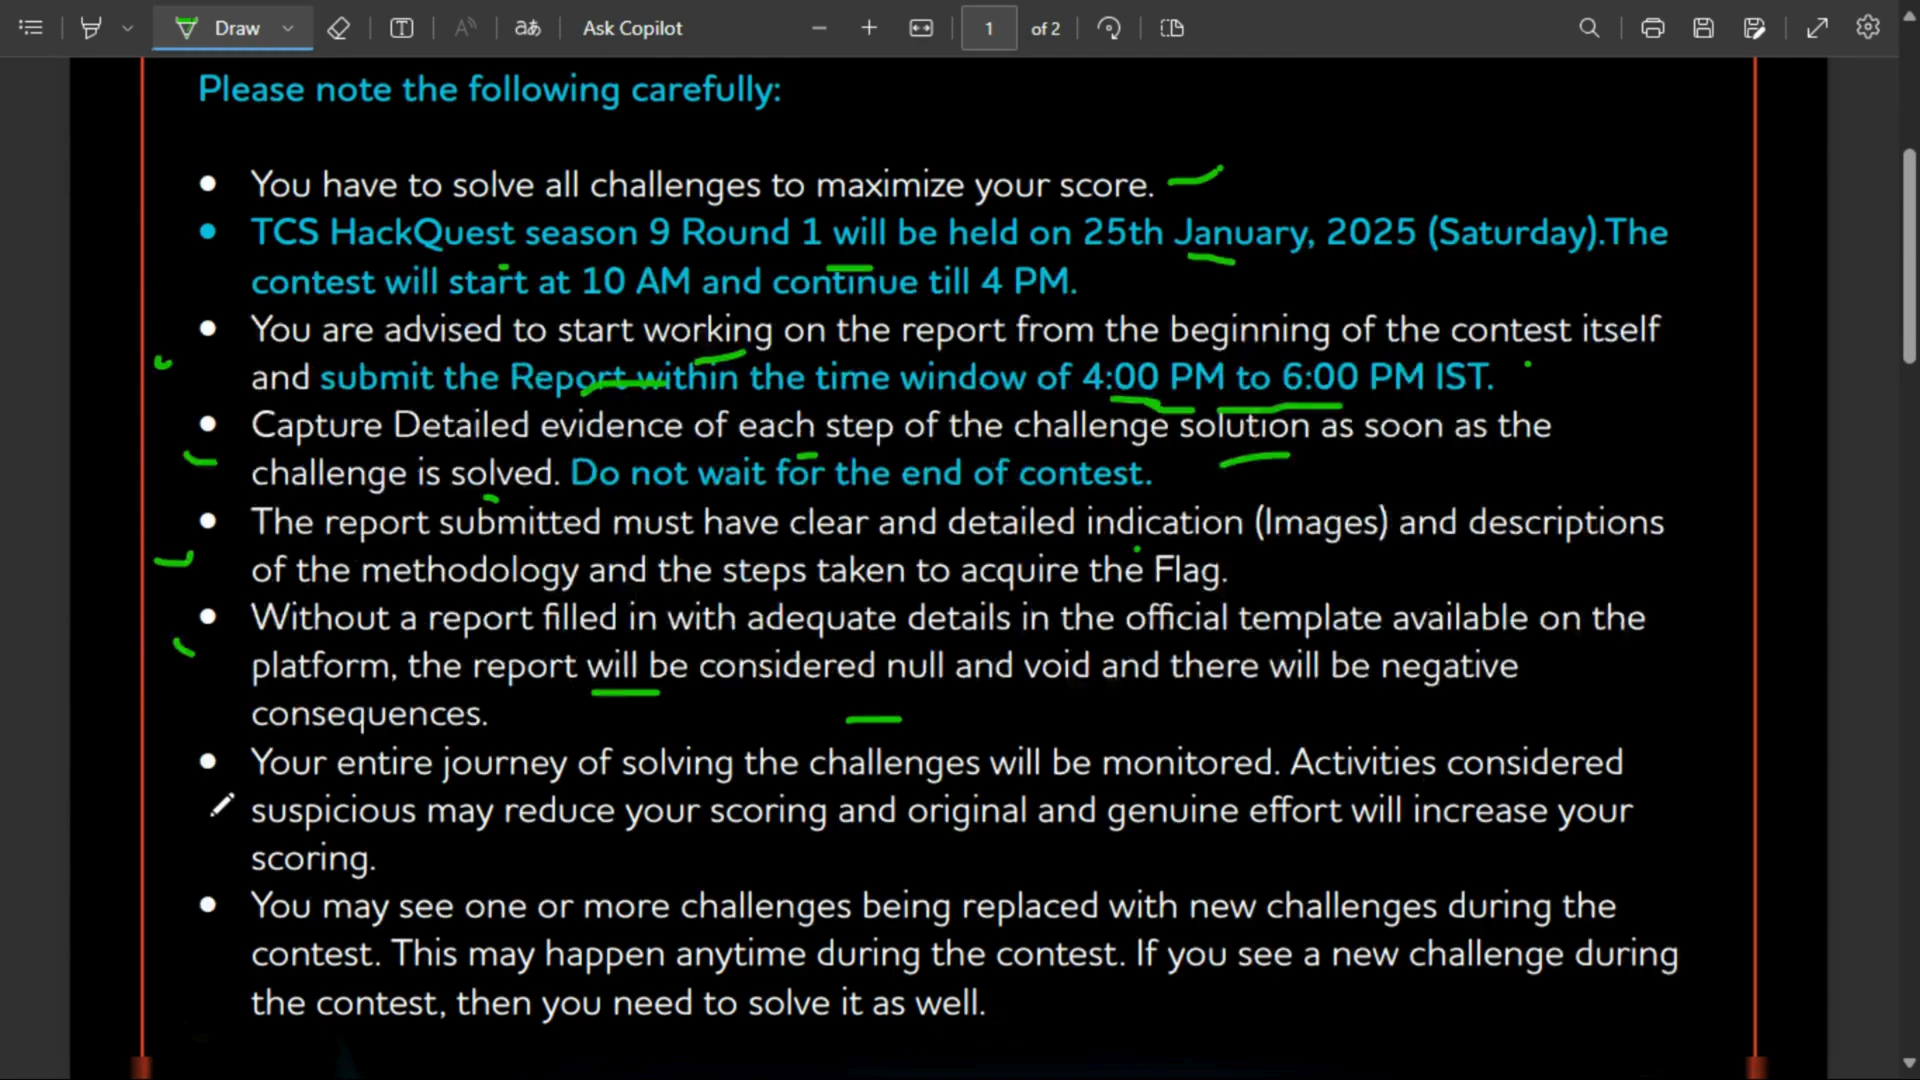 Draw
Ask Copilot
1 of 2
Please note the following carefully:
You have to solve all challenges to maximize your score.
TCS HackQuest season 9 Round 1 will be held on 25th January, 2025 (Saturday).The
contest will start at 10 AM and continue till 4 PM.
You are advised to start working on the report from the beginning of the contest itself
and submit the Report within the time window of 4:00 PM to 6:00 PM IST.
Capture Detailed evidence of each step of the challenge solution as soon as the
challenge is solved. Do not wait for the end of contest.
The report submitted must have clear and detailed indication (Images) and descriptions
of the methodology and the steps taken to acquire the Flag.
Without a report filled in with adequate details in the official template available on the
platform, the report will be considered null and void and there will be negative
consequences.
Your entire journey of solving the challenges will be monitored. Activities considered
suspicious may reduce your scoring and original and genuine effort will increase your
scoring.
You may see one or more challenges being replaced with new challenges during the
contest. This may happen anytime during the contest. If you see a new challenge during
the contest, then you need to solve it as well.